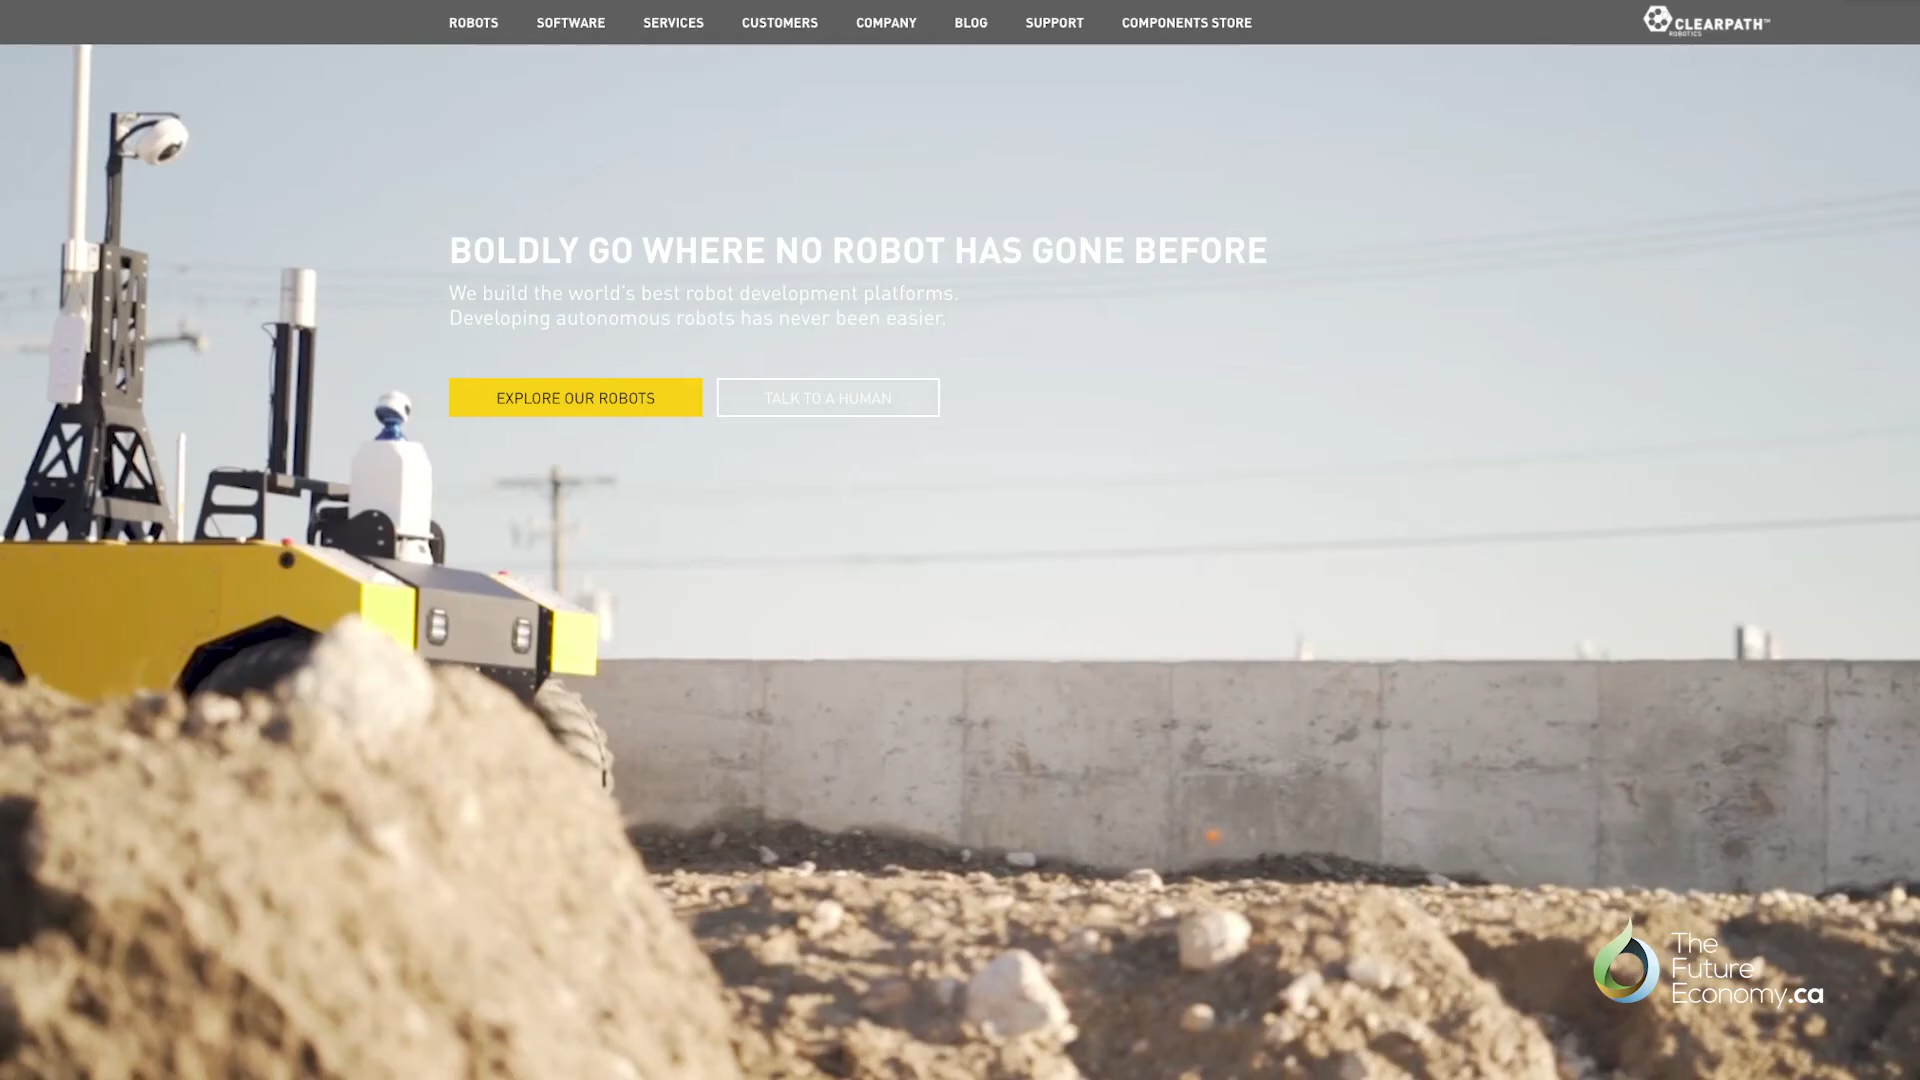 ROBOTS SOFTWARE SERVICES CUSTOMERS COMPANY BLOG SUPPORT COMPONENTS STORE
CLEARPATH™
ROBOTICS
BOLDLY GO WHERE NO ROBOT HAS GONE BEFORE
We build the world's best robot development platforms.
Developing autonomous robots has never been easier.
EXPLORE OUR ROBOTS TALK TO A HUMAN
The
Future
Economy.ca